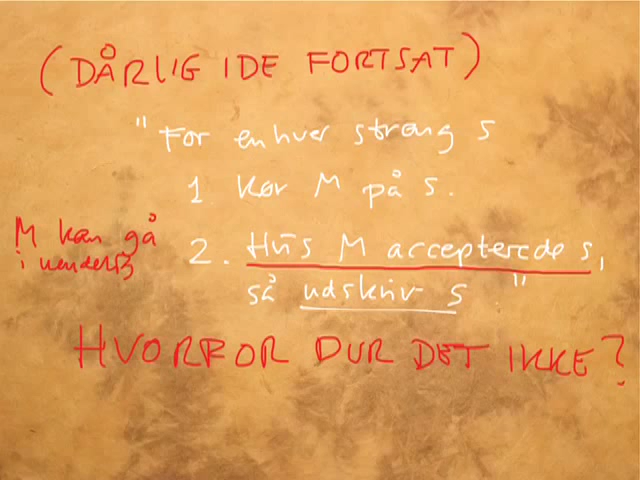 (DÅRLIG IDE FORTSAT)
"For enhver streng s
1 Kør M på s.
M kan gå
i uendelig
2. Hvis M accepterede s,
så udskriv s."
HVORFOR DUR DET IKKE?